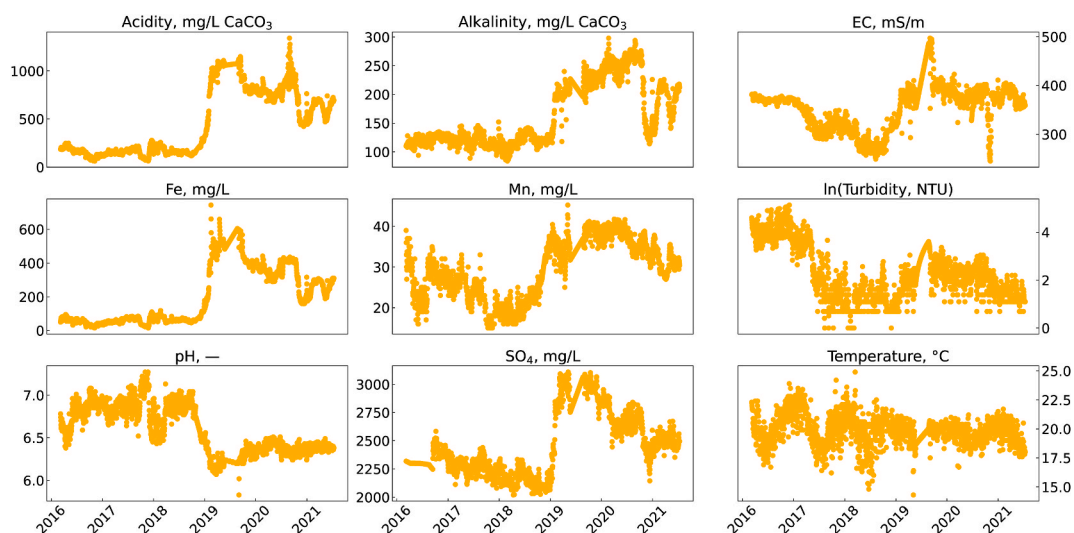 Acidity, mg/L CaCO₃
Alkalinity, mg/L CaCO₃
EC, mS/m
1000
500
0
300
250
200
150
100
500
400
300
Fe, mg/L
Mn, mg/L
ln(Turbidity, NTU)
600
400
200
0
40
30
20
4
2
0
pH, —
SO₄, mg/L
Temperature, °C
7.0
6.5
6.0
3000
2750
2500
2250
2000
25.0
22.5
20.0
17.5
15.0
2016 2017 2018 2019 2020 2021
2016 2017 2018 2019 2020 2021
2016 2017 2018 2019 2020 2021